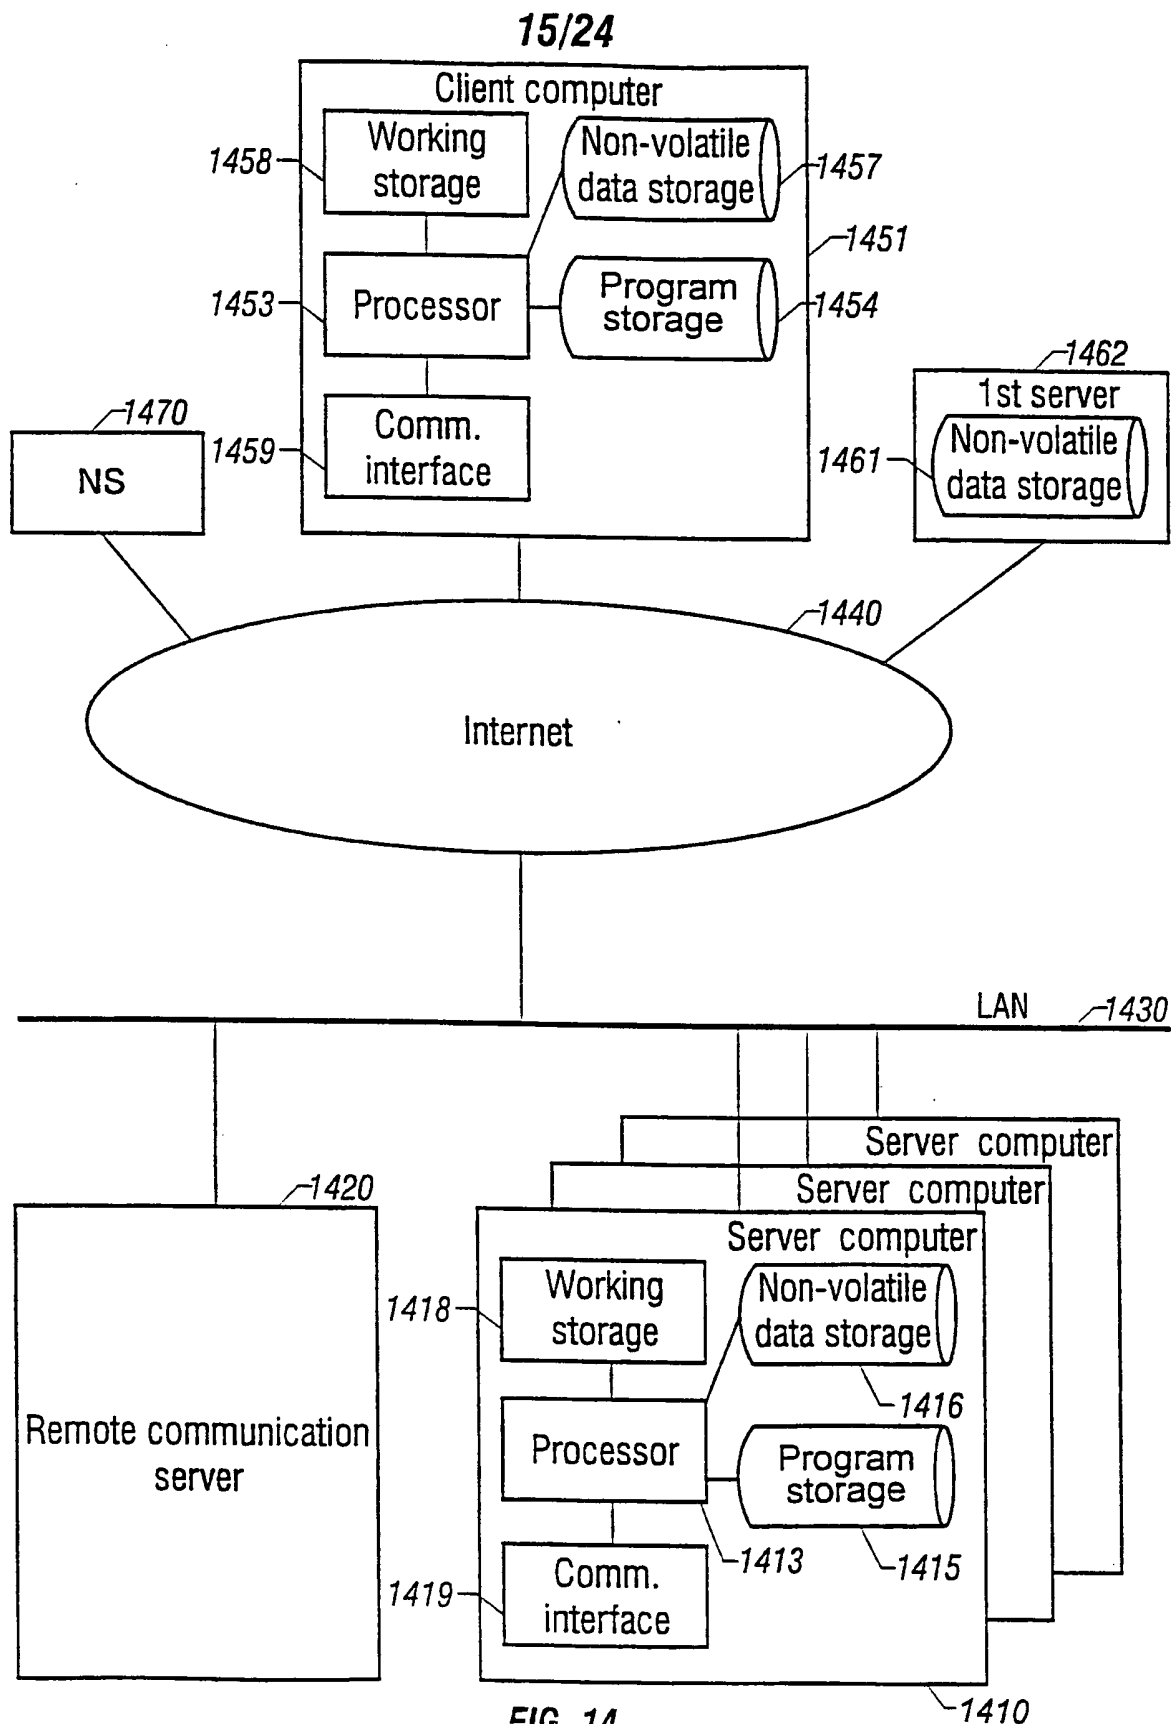 15/24
Client computer
Working
storage
1458
Non-volatile
data storage
1457
1451
Processor
1453
Program
storage
1454
1462
1st server
Non-volatile
data storage
1461
1470
NS
Comm.
interface
1459
1440
Internet
LAN
1430
Server computer
Server computer
Server computer
1420
Remote communication
server
Working
storage
1418
Non-volatile
data storage
1416
Processor
1413
Program
storage
1415
Comm.
interface
1419
1410
FIG. 14